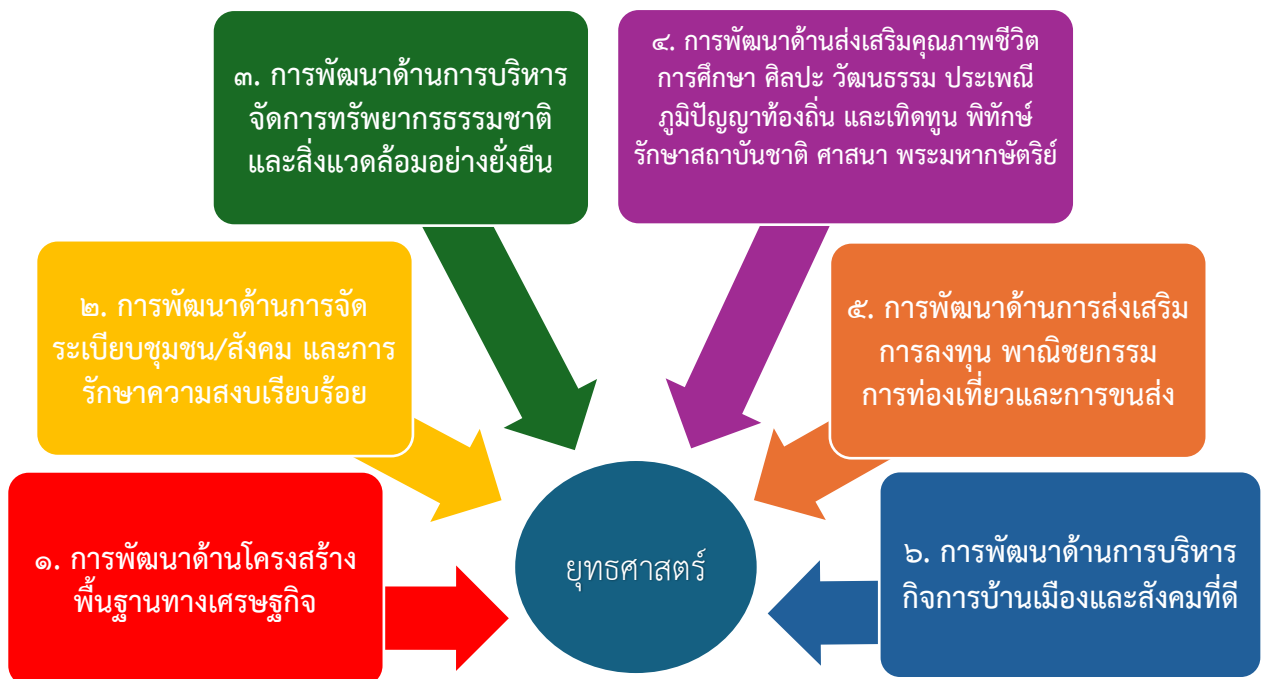 ๓. การพัฒนาด้านการบริหาร
จัดการทรัพยากรธรรมชาติ
และสิ่งแวดล้อมอย่างยั่งยืน
๔. การพัฒนาด้านส่งเสริมคุณภาพชีวิต
การศึกษา ศิลปะ วัฒนธรรม ประเพณี
ภูมิปัญญาท้องถิ่น และเทิดทูน พิทักษ์
รักษาสถาบันชาติ ศาสนา พระมหากษัตริย์
๒. การพัฒนาด้านการจัด
ระเบียบชุมชน/สังคม และการ
รักษาความสงบเรียบร้อย
๕. การพัฒนาด้านการส่งเสริม
การลงทุน พาณิชยกรรม
การท่องเที่ยวและการขนส่ง
๑. การพัฒนาด้านโครงสร้าง
พื้นฐานทางเศรษฐกิจ
ยุทธศาสตร์
๖. การพัฒนาด้านการบริหาร
กิจการบ้านเมืองและสังคมที่ดี